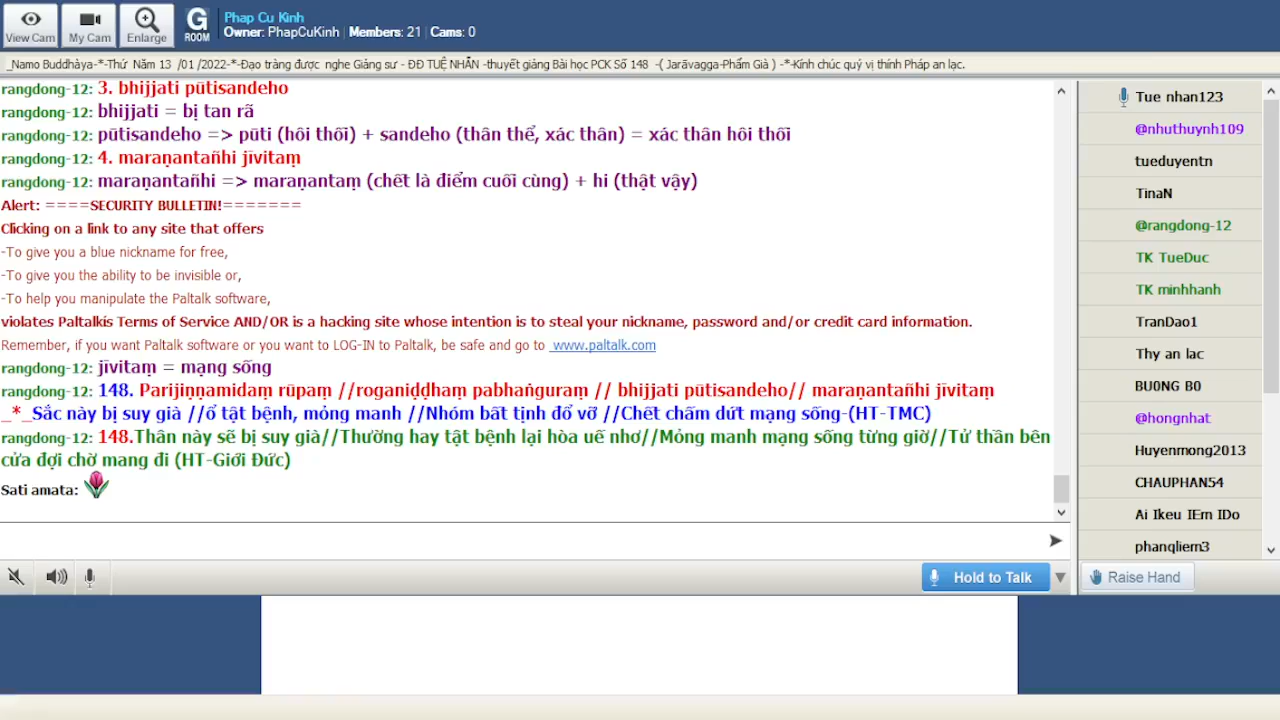 View Cam
My Cam
Enlarge
G
ROOM
Phap Cu Kinh
Owner: PhapCuKinh | Members: 21 | Cams: 0
_Namo Buddhàya-*-Thứ Năm 13 /01 /2022-*-Đạo tràng được nghe Giảng sư - ĐĐ TUỆ NHẪN -thuyết giảng Bài học PCK Số 148 -( Jarāvagga-Phẩm Già ) -*-Kính chúc quý vị thính Pháp an lạc.
rangdong-12: 3. bhijjati pūtisandeho
rangdong-12: bhijjati = bị tan rã
rangdong-12: pūtisandeho => pūti (hôi thối) + sandeho (thân thể, xác thân) = xác thân hôi thối
rangdong-12: 4. maraṇantañhi jīvitaṃ
rangdong-12: maraṇantañhi => maraṇantaṃ (chết là điểm cuối cùng) + hi (thật vậy)
Alert: ====SECURITY BULLETIN!=======
Clicking on a link to any site that offers
-To give you a blue nickname for free,
-To give you the ability to be invisible or,
-To help you manipulate the Paltalk software,
violates Paltalkís Terms of Service AND/OR is a hacking site whose intention is to steal your nickname, password and/or credit card information.
Remember, if you want Paltalk software or you want to LOG-IN to Paltalk, be safe and go to www.paltalk.com
rangdong-12: jīvitaṃ = mạng sống
rangdong-12: 148. Parijiṇṇamidaṃ rūpaṃ //roganiḍḍhaṃ pabhaṅguraṃ // bhijjati pūtisandeho// maraṇantañhi jīvitaṃ
_*_Sắc này bị suy già //ổ tật bệnh, mỏng manh //Nhóm bất tịnh đổ vỡ //Chết chấm dứt mạng sống-(HT-TMC)
rangdong-12: 148.Thân này sẽ bị suy già//Thường hay tật bệnh lại hòa uế nhơ//Mỏng manh mạng sống từng giờ//Tử thần bên
cửa đợi chờ mang đi (HT-Giới Đức)
Sati amata:
Hold to Talk
Tue nhan123
@nhuthuynh109
tueduyentn
TinaN
@rangdong-12
TK TueDuc
TK minhhanh
TranDao1
Thy an lac
BU0NG B0
@hongnhat
Huyenmong2013
CHAUPHAN54
Ai Ikeu IEm IDo
phanqliem3
Raise Hand